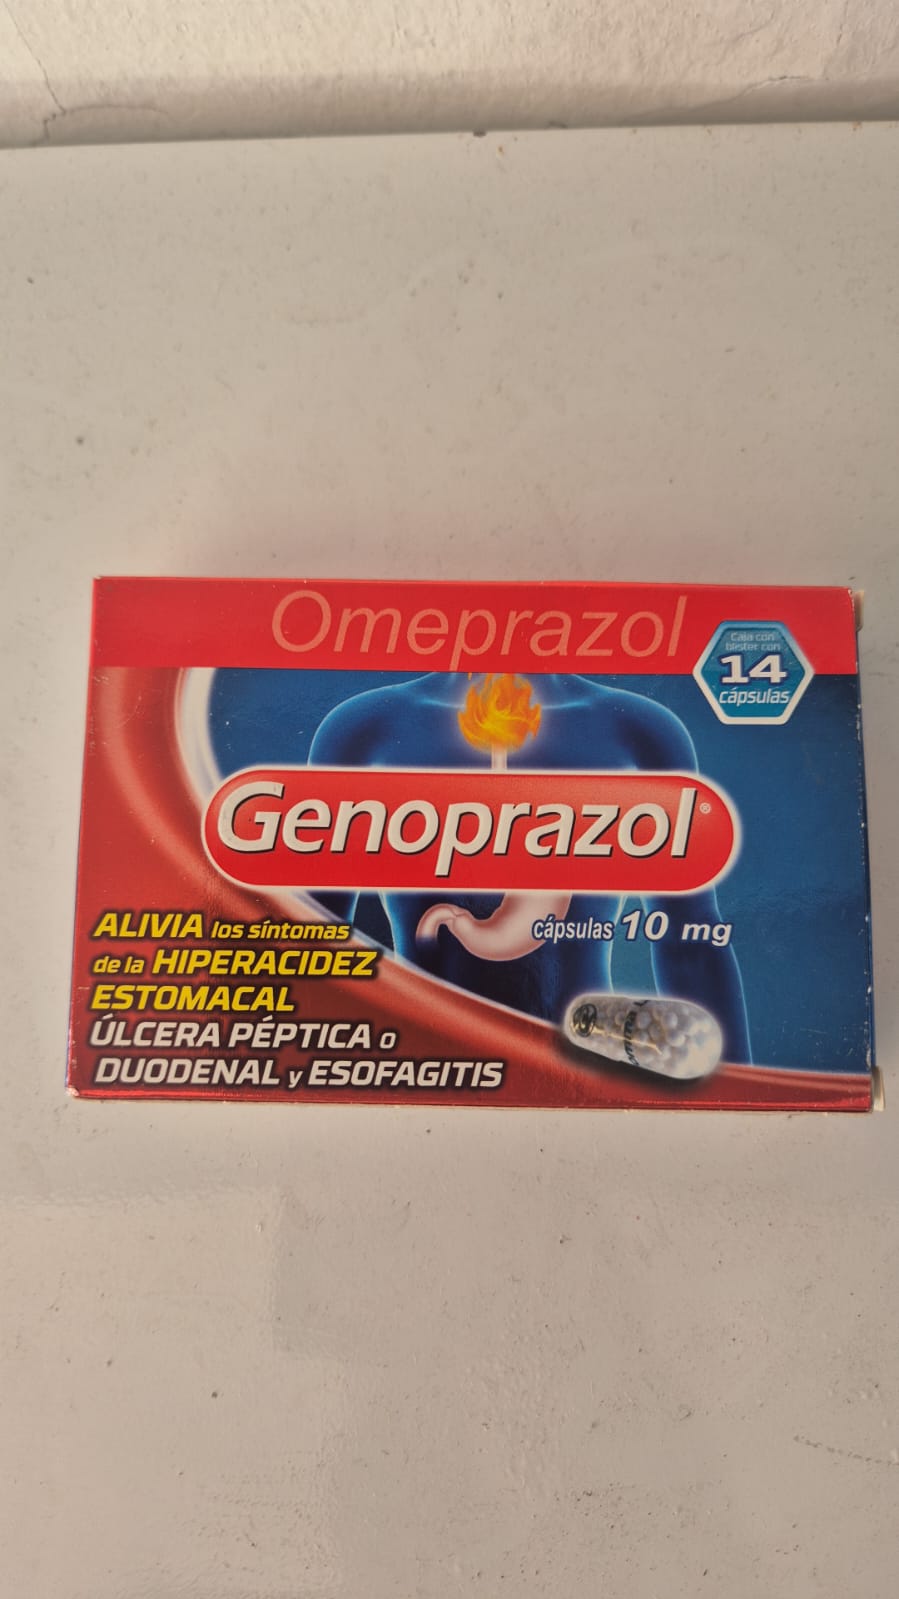 Omeprazol
Caja con
blíster con
14
cápsulas
Genoprazol®
cápsulas 10 mg
ALIVIA los síntomas
de la HIPERACIDEZ
ESTOMACAL
ÚLCERA PÉPTICA o
DUODENAL y ESOFAGITIS